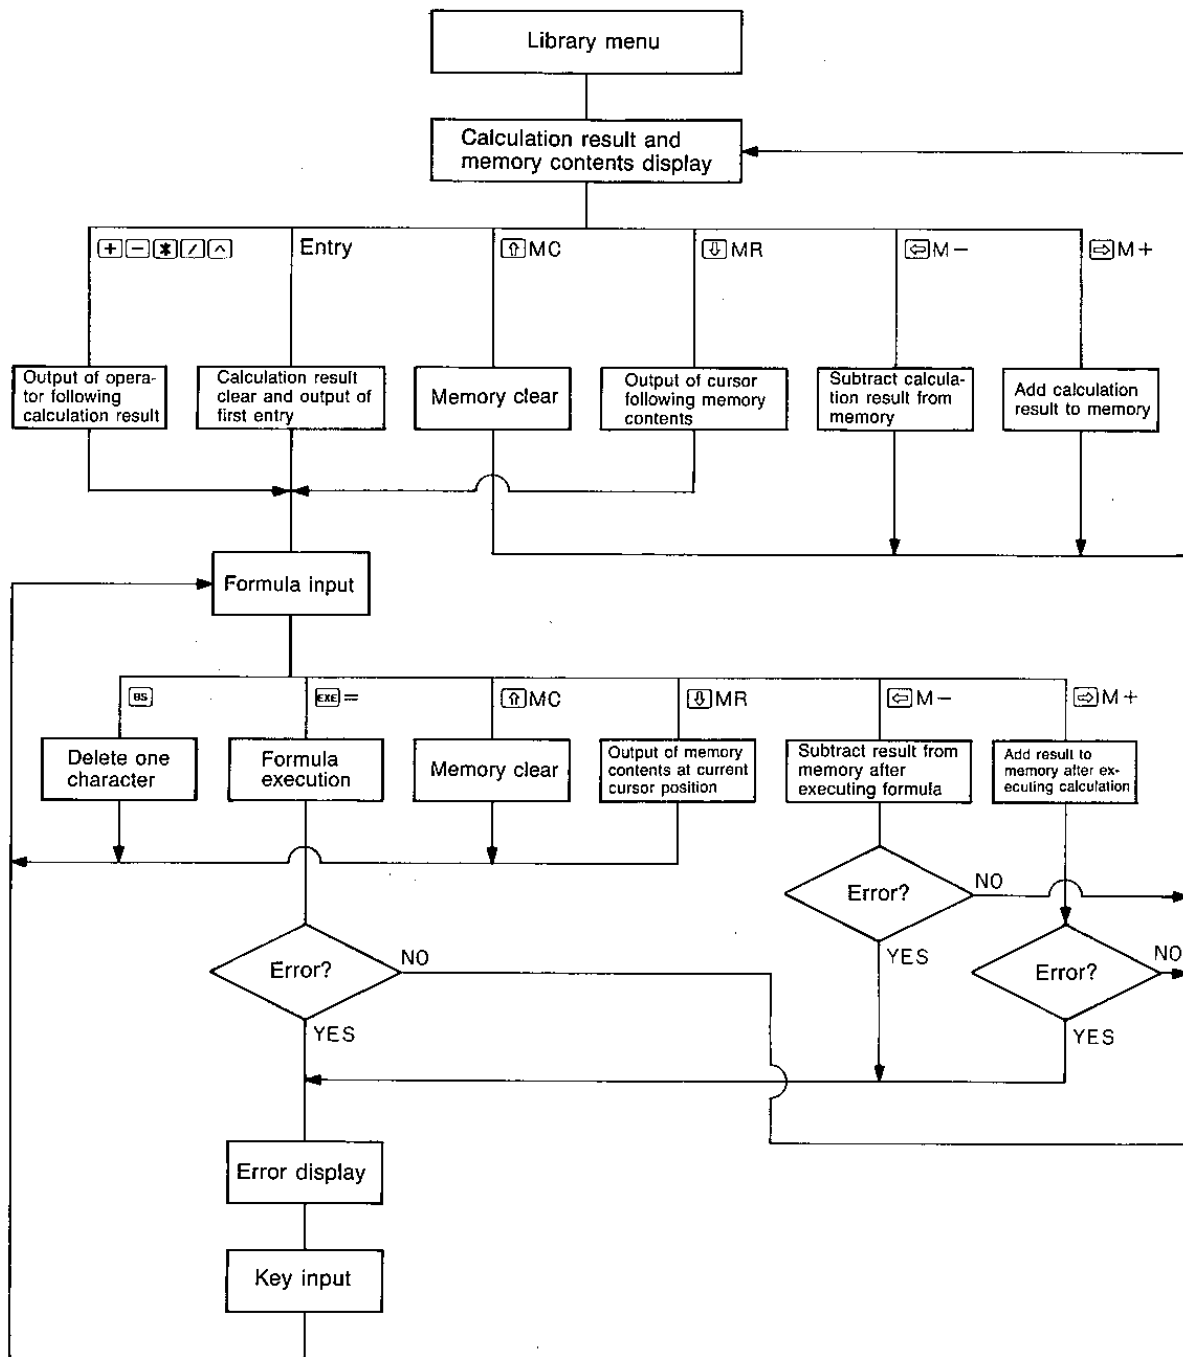 Library menu
Calculation result and
memory contents display
+ - * / ^
Entry
⇧ MC
⇩ MR
⇦ M-
⇨ M+
Output of opera-
tor following
calculation result
Calculation result
clear and output of
first entry
Memory clear
Output of cursor
following memory
contents
Subtract calcula-
tion result from
memory
Add calculation
result to memory
Formula input
BS
EXE =
⇧ MC
⇩ MR
⇦ M-
⇨ M+
Delete one
character
Formula
execution
Memory clear
Output of memory
contents at current
cursor position
Subtract result from
memory after
executing formula
Add result to
memory after ex-
ecuting calculation
Error?
NO
YES
Error?
NO
YES
Error?
NO
YES
Error display
Key input